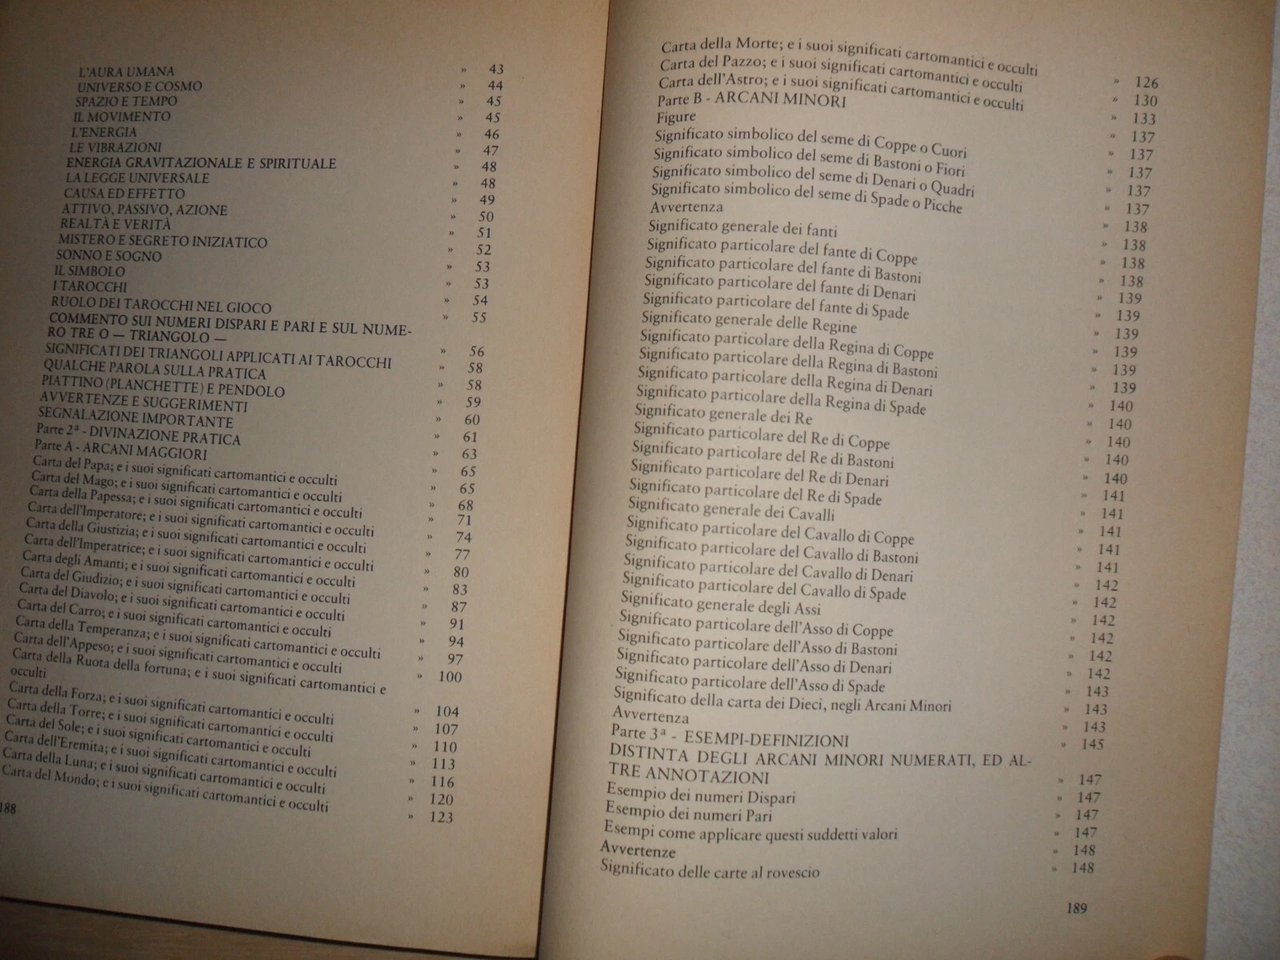 L'AURA UMANA » 43
UNIVERSO E COSMO » 44
SPAZIO E TEMPO » 45
IL MOVIMENTO » 45
L'ENERGIA » 46
LE VIBRAZIONI » 47
ENERGIA GRAVITAZIONALE E SPIRITUALE » 48
LA LEGGE UNIVERSALE » 48
CAUSA ED EFFETTO » 49
ATTIVO, PASSIVO, AZIONE » 50
REALTÀ E VERITÀ » 51
MISTERO E SEGRETO INIZIATICO » 52
SONNO E SOGNO » 53
IL SIMBOLO » 53
I TAROCCHI » 54
RUOLO DEI TAROCCHI NEL GIOCO » 55
COMMENTO SUI NUMERI DISPARI E PARI E SUL NUME-
RO TRE O — TRIANGOLO — » 56
SIGNIFICATI DEI TRIANGOLI APPLICATI AI TAROCCHI » 58
QUALCHE PAROLA SULLA PRATICA » 58
PIATTINO (PLANCHETTE) E PENDOLO » 59
AVVERTENZE E SUGGERIMENTI » 60
SEGNALAZIONE IMPORTANTE » 61
Parte 2ª - DIVINAZIONE PRATICA » 63
Parte A - ARCANI MAGGIORI » 65
Carta del Papa; e i suoi significati cartomantici e occulti » 65
Carta del Mago; e i suoi significati cartomantici e occulti » 68
Carta della Papessa; e i suoi significati cartomantici e occulti » 71
Carta dell'Imperatore; e i suoi significati cartomantici e occulti » 74
Carta della Giustizia; e i suoi significati cartomantici e occulti » 77
Carta dell'Imperatrice; e i suoi significati cartomantici e occulti » 80
Carta degli Amanti; e i suoi significati cartomantici e occulti » 83
Carta del Giudizio; e i suoi significati cartomantici e occulti » 87
Carta del Diavolo; e i suoi significati cartomantici e occulti » 91
Carta del Carro; e i suoi significati cartomantici e occulti » 94
Carta della Temperanza; e i suoi significati cartomantici e occulti » 97
Carta dell'Appeso; e i suoi significati cartomantici e occulti » 100
Carta della Ruota della fortuna; e i suoi significati cartomantici e
occulti » 104
Carta della Forza; e i suoi significati cartomantici e occulti » 107
Carta della Torre; e i suoi significati cartomantici e occulti » 110
Carta del Sole; e i suoi significati cartomantici e occulti » 113
Carta dell'Eremita; e i suoi significati cartomantici e occulti » 116
Carta della Luna; e i suoi significati cartomantici e occulti » 120
Carta del Mondo; e i suoi significati cartomantici e occulti » 123
188
Carta della Morte; e i suoi significati cartomantici e occulti » 126
Carta del Pazzo; e i suoi significati cartomantici e occulti » 130
Carta dell'Astro; e i suoi significati cartomantici e occulti » 133
Parte B - ARCANI MINORI » 137
Figure » 137
Significato simbolico del seme di Coppe o Cuori » 137
Significato simbolico del seme di Bastoni o Fiori » 137
Significato simbolico del seme di Denari o Quadri » 137
Significato simbolico del seme di Spade o Picche » 138
Avvertenza » 138
Significato generale dei fanti » 138
Significato particolare del fante di Coppe » 138
Significato particolare del fante di Bastoni » 139
Significato particolare del fante di Denari » 139
Significato particolare del fante di Spade » 139
Significato generale delle Regine » 139
Significato particolare della Regina di Coppe » 139
Significato particolare della Regina di Bastoni » 139
Significato particolare della Regina di Denari » 140
Significato particolare della Regina di Spade » 140
Significato generale dei Re » 140
Significato particolare del Re di Coppe » 140
Significato particolare del Re di Bastoni » 140
Significato particolare del Re di Denari » 141
Significato particolare del Re di Spade » 141
Significato generale dei Cavalli » 141
Significato particolare del Cavallo di Coppe » 141
Significato particolare del Cavallo di Bastoni » 141
Significato particolare del Cavallo di Denari » 142
Significato particolare del Cavallo di Spade » 142
Significato generale degli Assi » 142
Significato particolare dell'Asso di Coppe » 142
Significato particolare dell'Asso di Bastoni » 142
Significato particolare dell'Asso di Denari » 142
Significato particolare dell'Asso di Spade » 143
Significato della carta dei Dieci, negli Arcani Minori » 143
Avvertenza » 143
Parte 3ª - ESEMPI-DEFINIZIONI » 145
DISTINTA DEGLI ARCANI MINORI NUMERATI, ED AL-
TRE ANNOTAZIONI » 147
Esempio dei numeri Dispari » 147
Esempio dei numeri Pari » 147
Esempi come applicare questi suddetti valori » 147
Avvertenze » 148
Significato delle carte al rovescio » 148
189